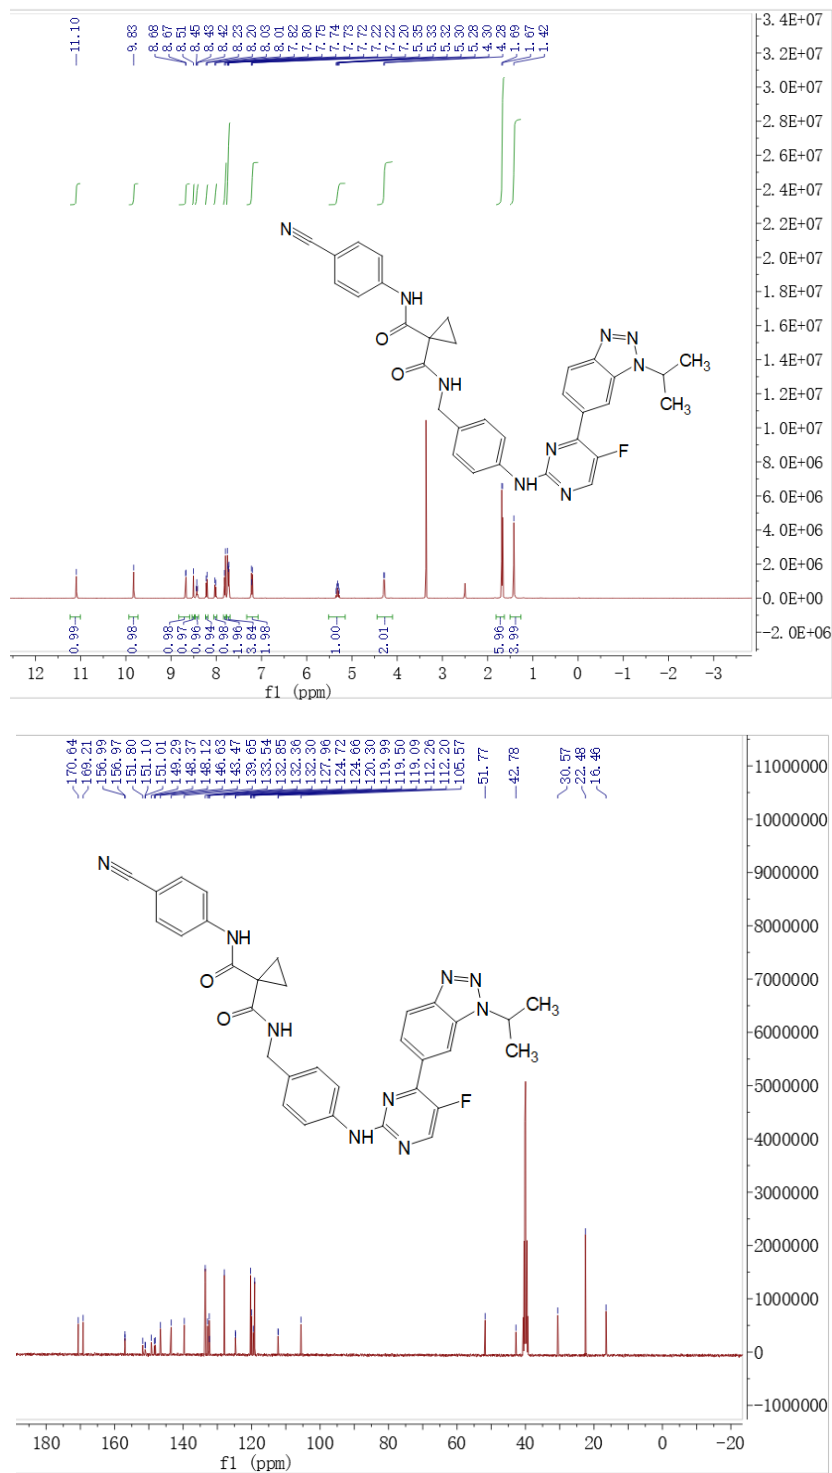 11.10
9.83
8.68
8.67
8.51
8.45
8.43
8.42
8.23
8.20
8.03
8.01
7.82
7.80
7.75
7.74
7.73
7.72
7.22
7.22
7.20
5.35
5.33
5.32
5.30
5.28
4.30
4.28
1.69
1.67
1.42
3.4E+07
3.2E+07
3.0E+07
2.8E+07
2.6E+07
2.4E+07
2.2E+07
2.0E+07
1.8E+07
1.6E+07
1.4E+07
1.2E+07
1.0E+07
8.0E+06
6.0E+06
4.0E+06
2.0E+06
0.0E+00
-2.0E+06
N
NH
O
O
NH
N=N
N
CH3
CH3
N
F
NH
N
0.99
0.98
0.98
0.97
0.96
0.94
0.98
1.96
3.84
1.98
1.00
2.01
5.96
3.99
12 11 10 9 8 7 6 5 4 3 2 1 0 -1 -2 -3
f1 (ppm)
170.64
169.21
156.99
156.97
151.80
151.10
151.01
149.29
148.37
148.12
146.63
143.47
139.65
133.54
132.85
132.36
132.30
127.96
124.72
124.66
120.30
119.99
119.50
119.09
112.26
112.20
105.57
51.77
42.78
30.57
22.48
16.46
11000000
10000000
9000000
8000000
7000000
6000000
5000000
4000000
3000000
2000000
1000000
0
-1000000
N
NH
O
O
NH
N=N
N
CH3
CH3
N
F
NH
N
180 160 140 120 100 80 60 40 20 0 -20
f1 (ppm)